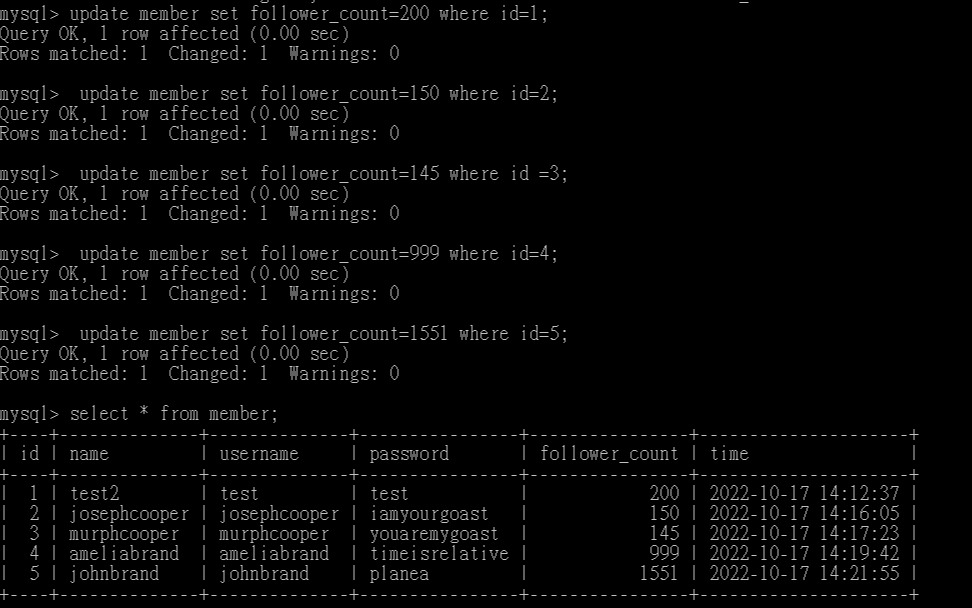 mysql> update member set follower_count=200 where id=1;
Query OK, 1 row affected (0.00 sec)
Rows matched: 1  Changed: 1  Warnings: 0
mysql>  update member set follower_count=150 where id=2;
Query OK, 1 row affected (0.00 sec)
Rows matched: 1  Changed: 1  Warnings: 0
mysql>  update member set follower_count=145 where id =3;
Query OK, 1 row affected (0.00 sec)
Rows matched: 1  Changed: 1  Warnings: 0
mysql>  update member set follower_count=999 where id=4;
Query OK, 1 row affected (0.00 sec)
Rows matched: 1  Changed: 1  Warnings: 0
mysql>  update member set follower_count=1551 where id=5;
Query OK, 1 row affected (0.00 sec)
Rows matched: 1  Changed: 1  Warnings: 0
mysql> select * from member;
+----+--------------+--------------+----------------+----------------+---------------------+
| id | name         | username     | password       | follower_count | time                |
+----+--------------+--------------+----------------+----------------+---------------------+
|  1 | test2        | test         | test           |            200 | 2022-10-17 14:12:37 |
|  2 | josephcooper | josephcooper | iamyourgoast   |            150 | 2022-10-17 14:16:05 |
|  3 | murphcooper  | murphcooper  | youaremygoast  |            145 | 2022-10-17 14:17:23 |
|  4 | ameliabrand  | ameliabrand  | timeisrelative |            999 | 2022-10-17 14:19:42 |
|  5 | johnbrand    | johnbrand    | planea         |           1551 | 2022-10-17 14:21:55 |
+----+--------------+--------------+----------------+----------------+---------------------+